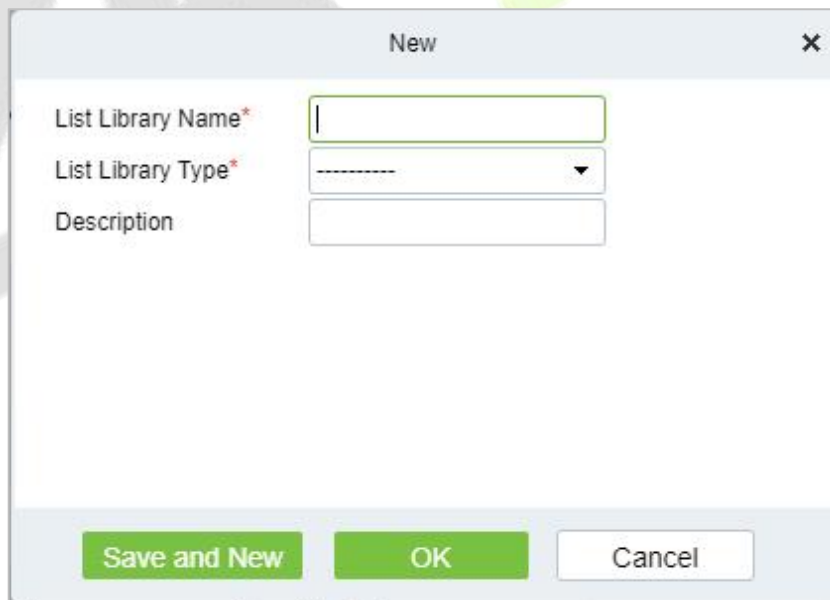 New
List Library Name*
List Library Type* ----------
Description
Save and New OK Cancel